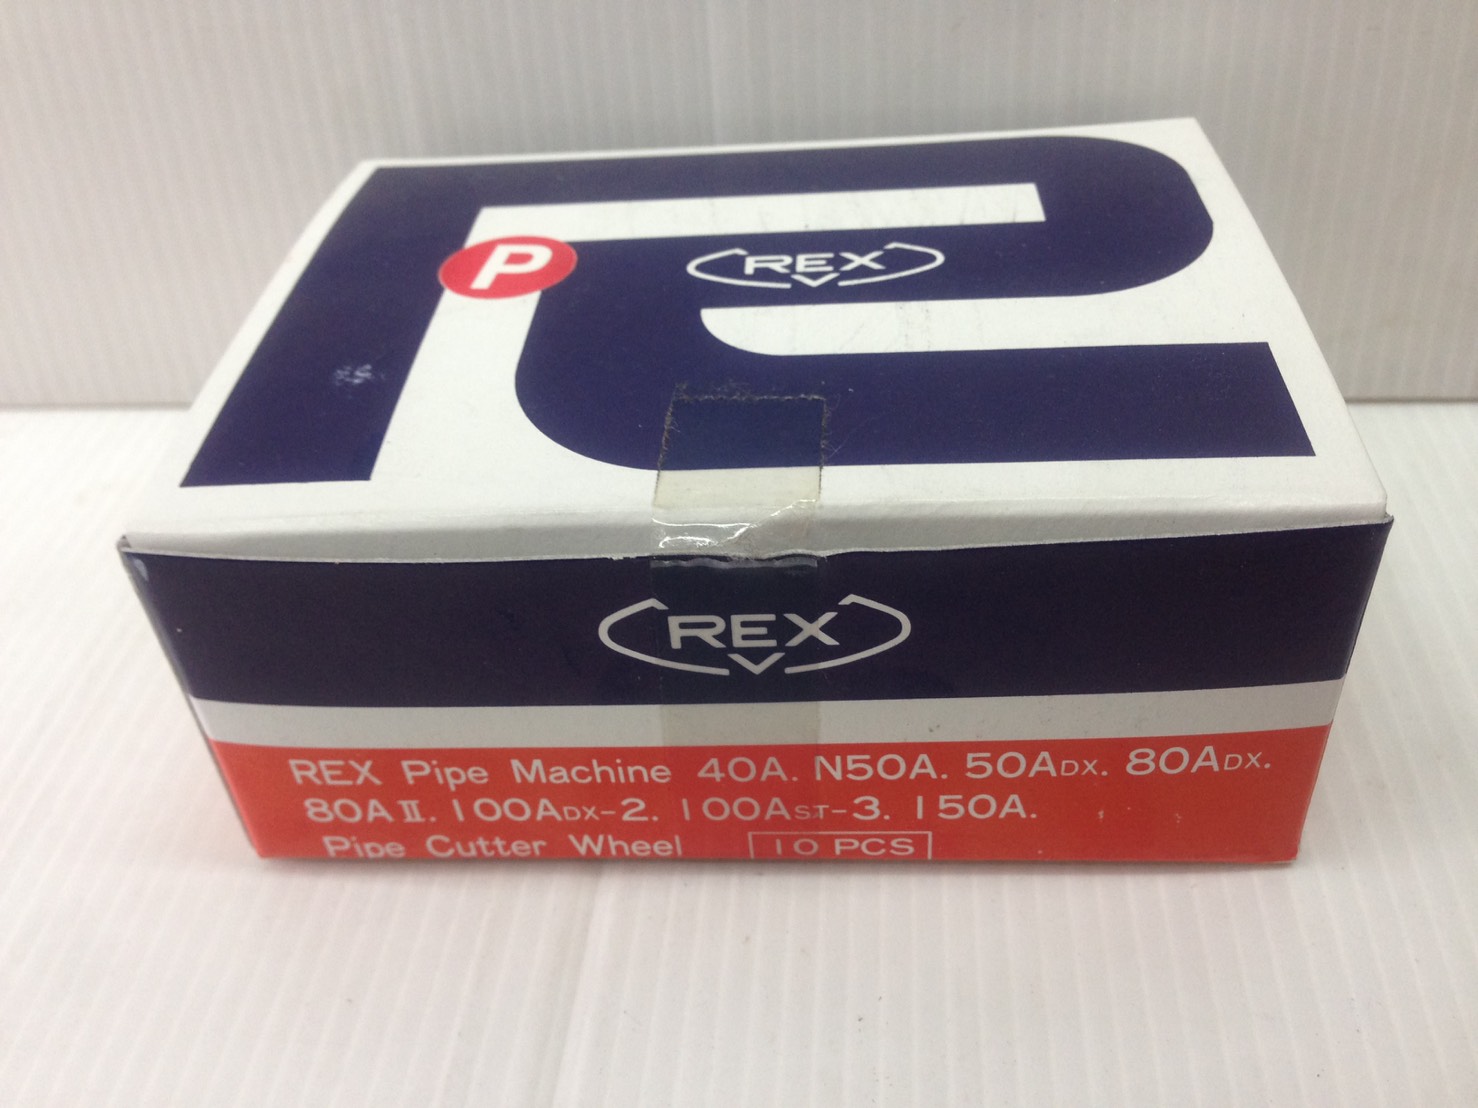 P
REX
REX
REX Pipe Machine 40A. N50A. 50ADX. 80ADX.
80AⅡ. 100ADX-2. 100AST-3. 150A.
Pipe Cutter Wheel 10 PCS